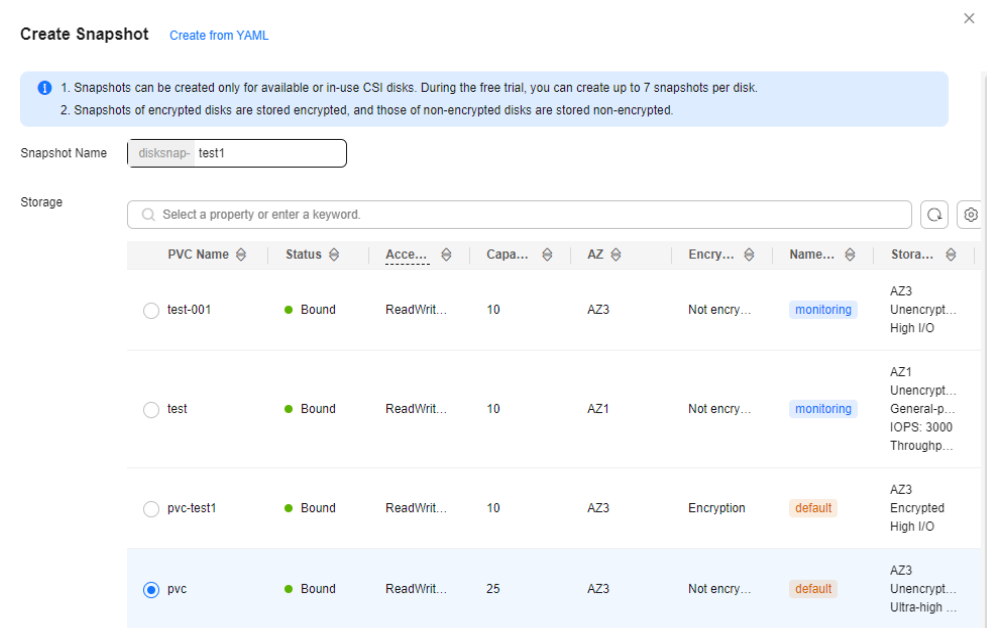 Create Snapshot Create from YAML
1. Snapshots can be created only for available or in-use CSI disks. During the free trial, you can create up to 7 snapshots per disk.
2. Snapshots of encrypted disks are stored encrypted, and those of non-encrypted disks are stored non-encrypted.
Snapshot Name disksnap- test1
Storage
Select a property or enter a keyword.
PVC Name Status Acce... Capa... AZ Encry... Name... Stora...
test-001 Bound ReadWrit... 10 AZ3 Not encry... monitoring
AZ3
Unencrypt...
High I/O
test Bound ReadWrit... 10 AZ1 Not encry... monitoring
AZ1
Unencrypt...
General-p...
IOPS: 3000
Throughp...
pvc-test1 Bound ReadWrit... 10 AZ3 Encryption default
AZ3
Encrypted
High I/O
pvc Bound ReadWrit... 25 AZ3 Not encry... default
AZ3
Unencrypt...
Ultra-high ...